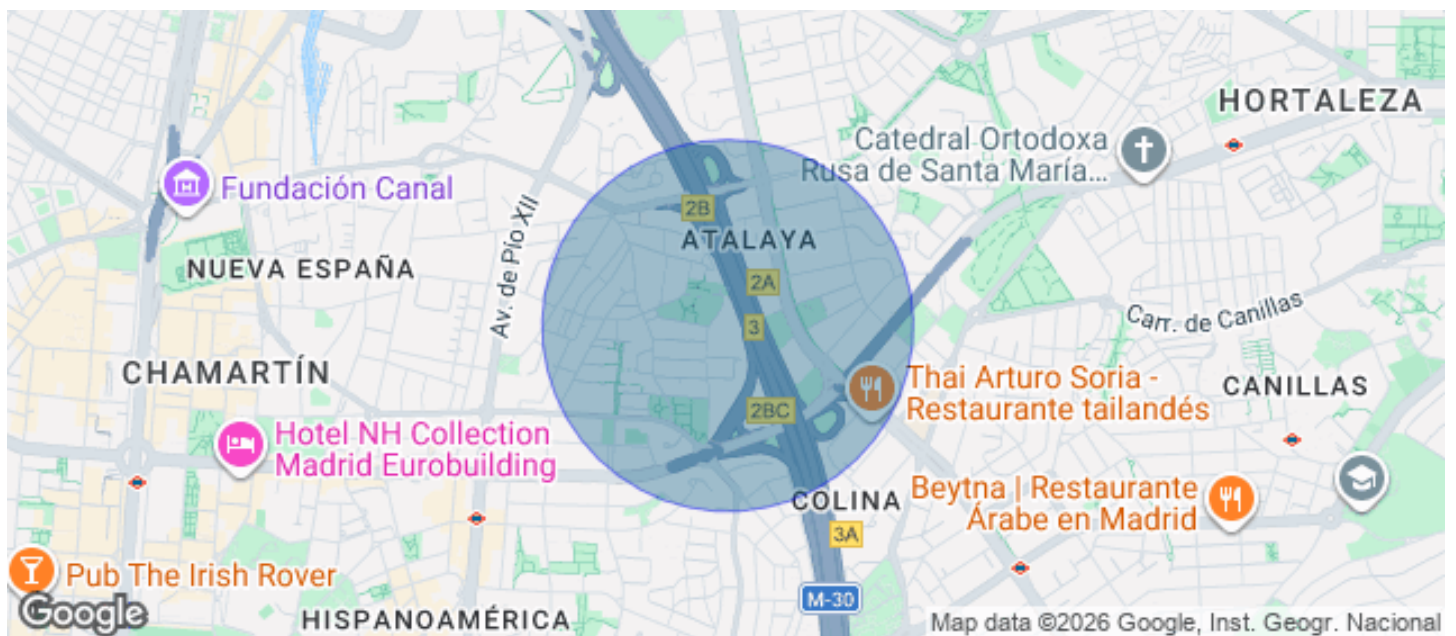 HORTALEZA
Catedral Ortodoxa
Rusa de Santa María...
Fundación Canal
2B
ATALAYA
NUEVA ESPAÑA
Av. de Pío XII
2A
3
Carr. de Canillas
CHAMARTÍN
Thai Arturo Soria -
Restaurante tailandés
CANILLAS
2BC
Hotel NH Collection
Madrid Eurobuilding
COLINA
Beytna | Restaurante
Árabe en Madrid
3A
Pub The Irish Rover
M-30
Google
HISPANOAMÉRICA
Map data ©2026 Google, Inst. Geogr. Nacional